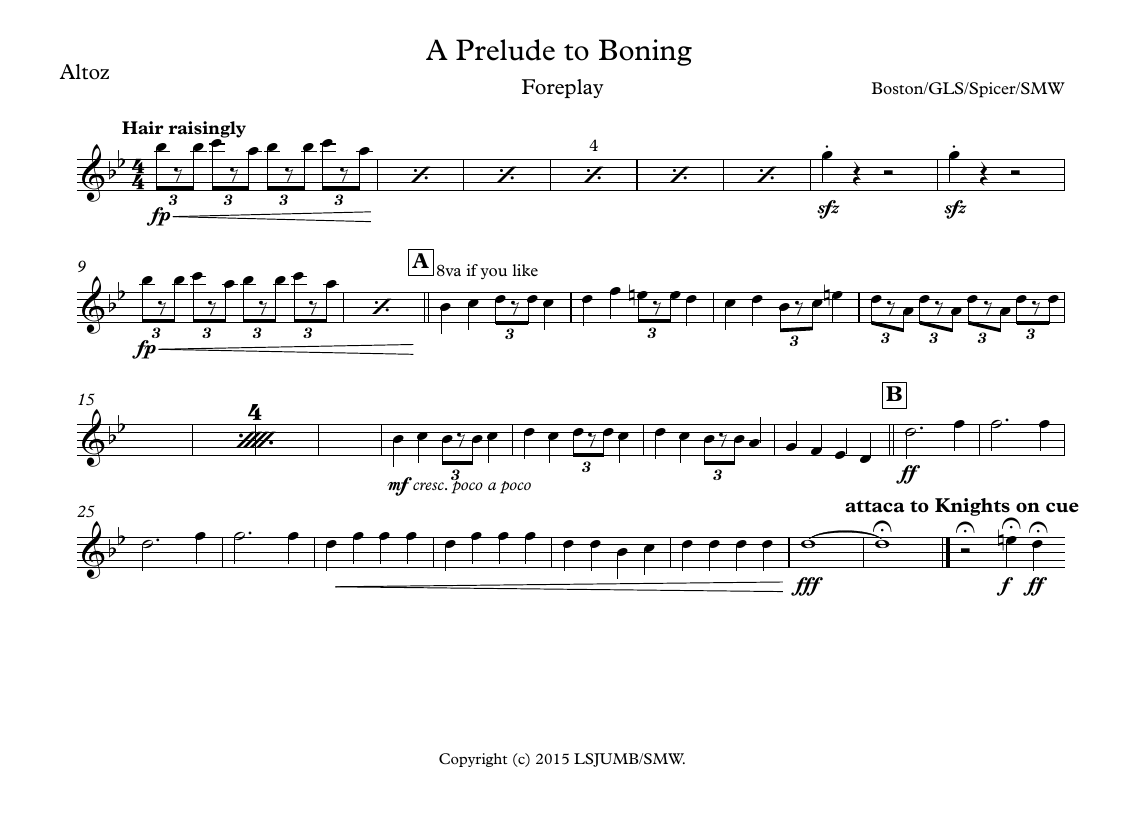 A Prelude to Boning
Altoz
Foreplay
Boston/GLS/Spicer/SMW
Hair raisingly
4
4
4
3 3 3 3
fp
sfz
sfz
9
A
8va if you like
3 3 3 3
3
3
3
3 3 3 3
fp
15
4
B
3
3
3
mf cresc. poco a poco
ff
attaca to Knights on cue
25
fff
f
ff
Copyright (c) 2015 LSJUMB/SMW.